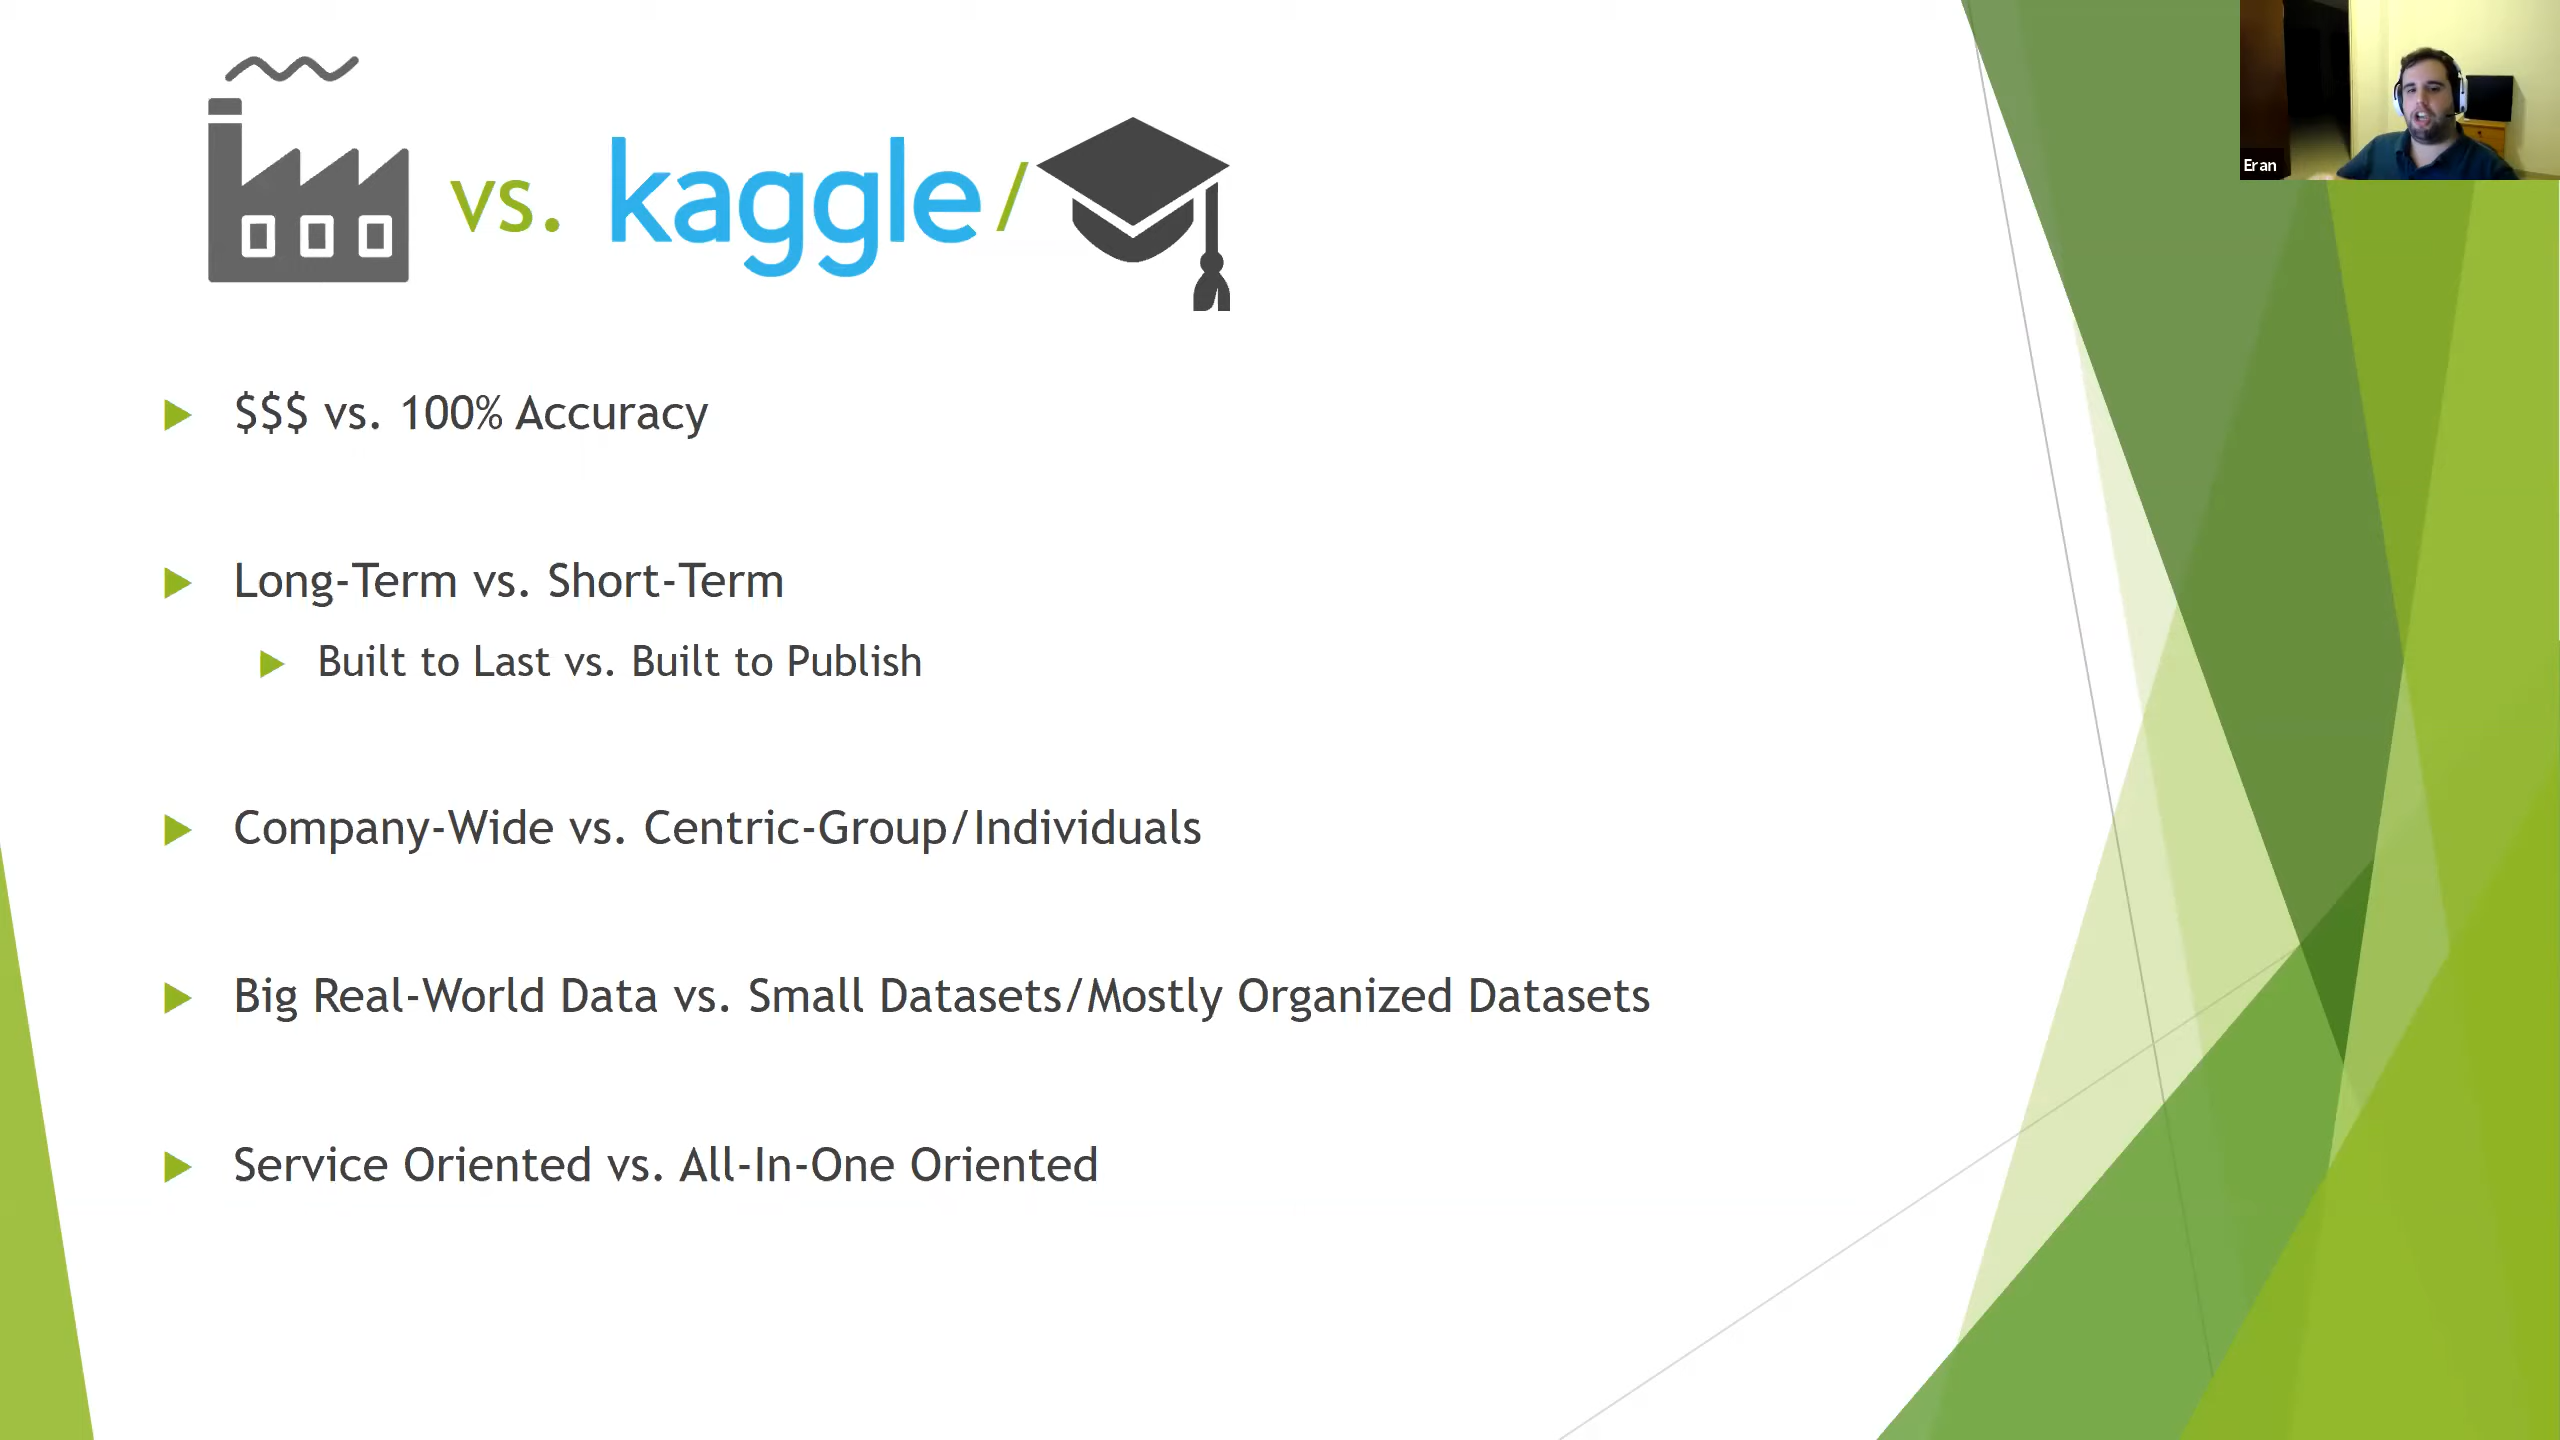 Eran
vs. kaggle/
$$$ vs. 100% Accuracy
Long-Term vs. Short-Term
Built to Last vs. Built to Publish
Company-Wide vs. Centric-Group/Individuals
Big Real-World Data vs. Small Datasets/Mostly Organized Datasets
Service Oriented vs. All-In-One Oriented